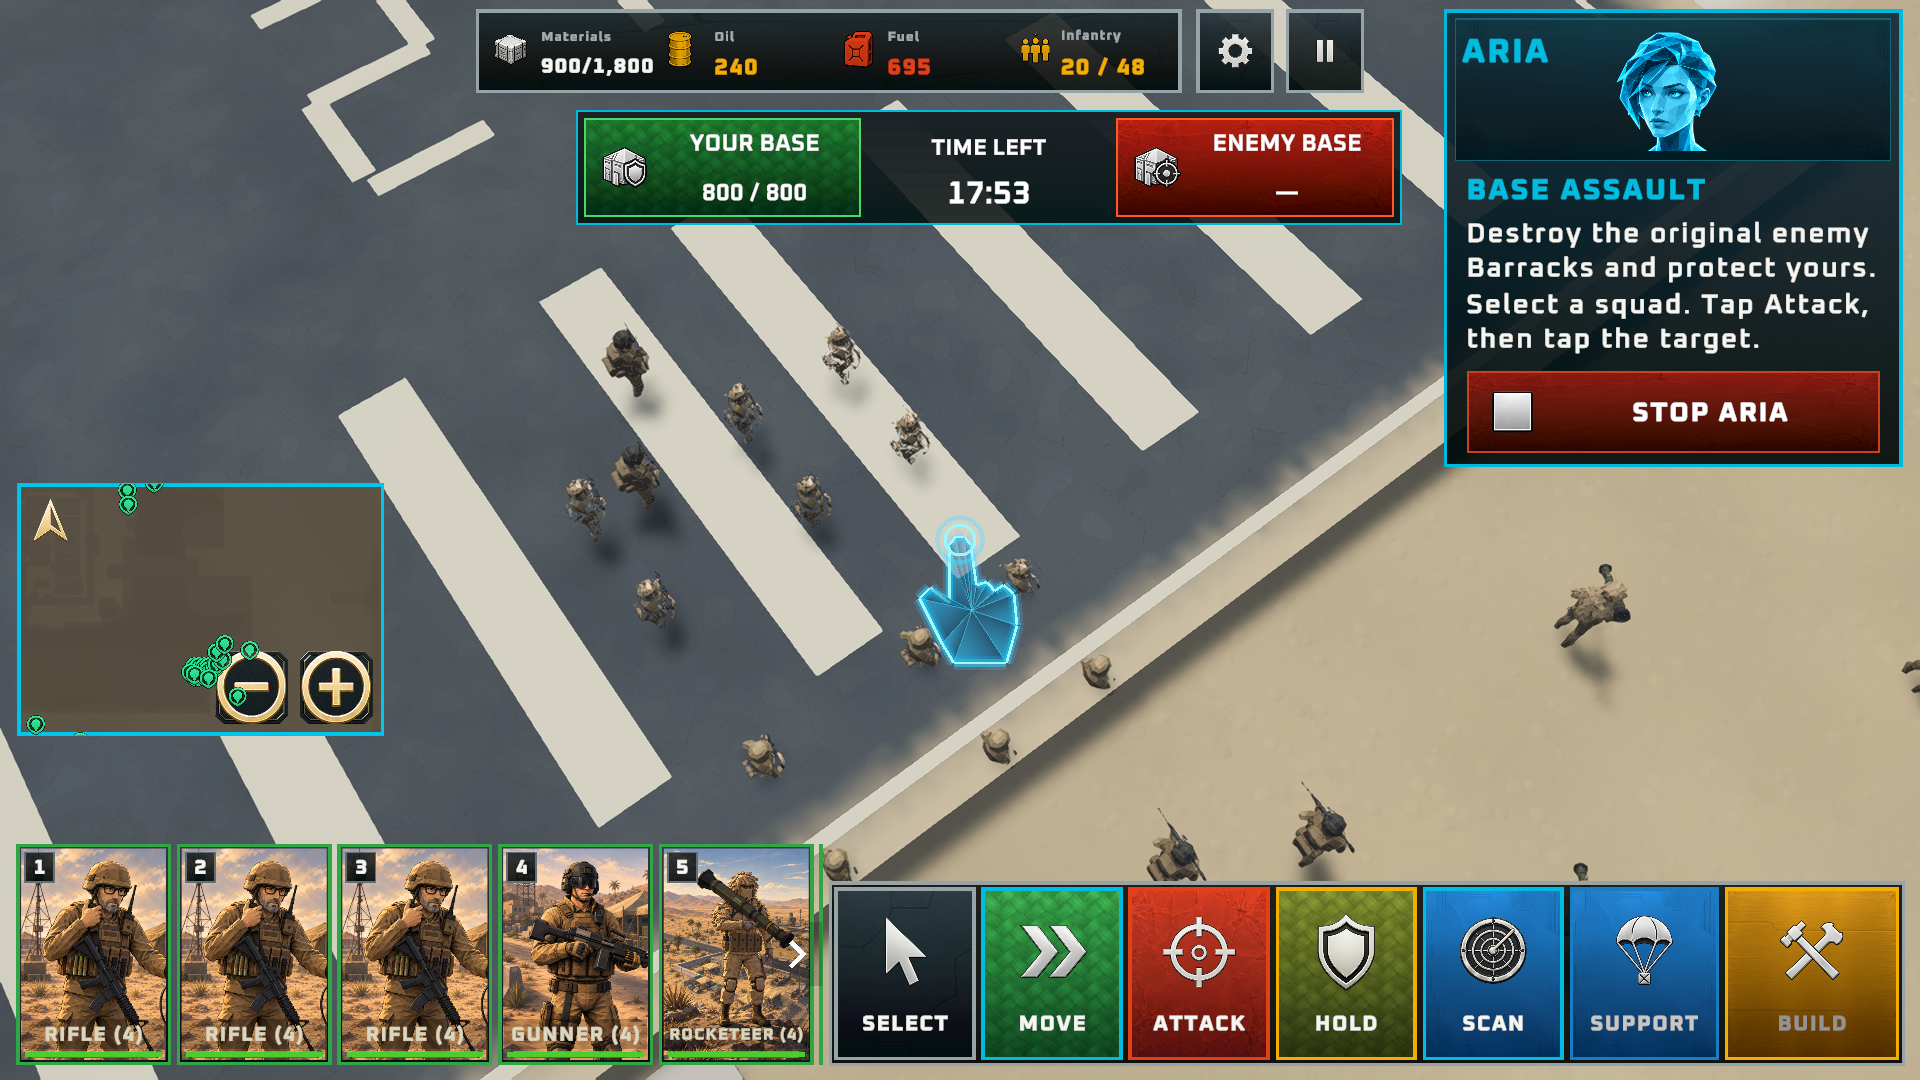 Materials
900/1,800
Oil
240
Fuel
695
Infantry
20 / 48
YOUR BASE
800 / 800
TIME LEFT
17:53
ENEMY BASE
—
ARIA
BASE ASSAULT
Destroy the original enemy
Barracks and protect yours.
Select a squad. Tap Attack,
then tap the target.
STOP ARIA
1
RIFLE (4)
2
RIFLE (4)
3
RIFLE (4)
4
GUNNER (4)
5
ROCKETEER (4)
SELECT
MOVE
ATTACK
HOLD
SCAN
SUPPORT
BUILD